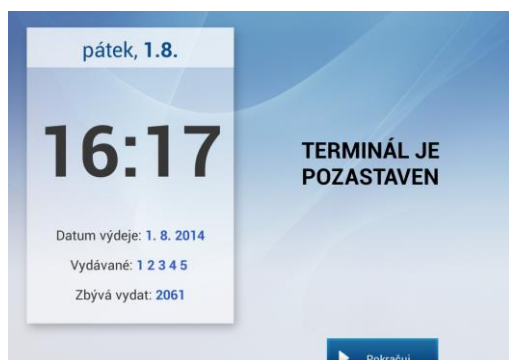 pátek, 1.8.
16:17
Datum výdeje: 1. 8. 2014
Vydávané: 1 2 3 4 5
Zbývá vydat: 2061
TERMINÁL JE
POZASTAVEN
Pokračuj